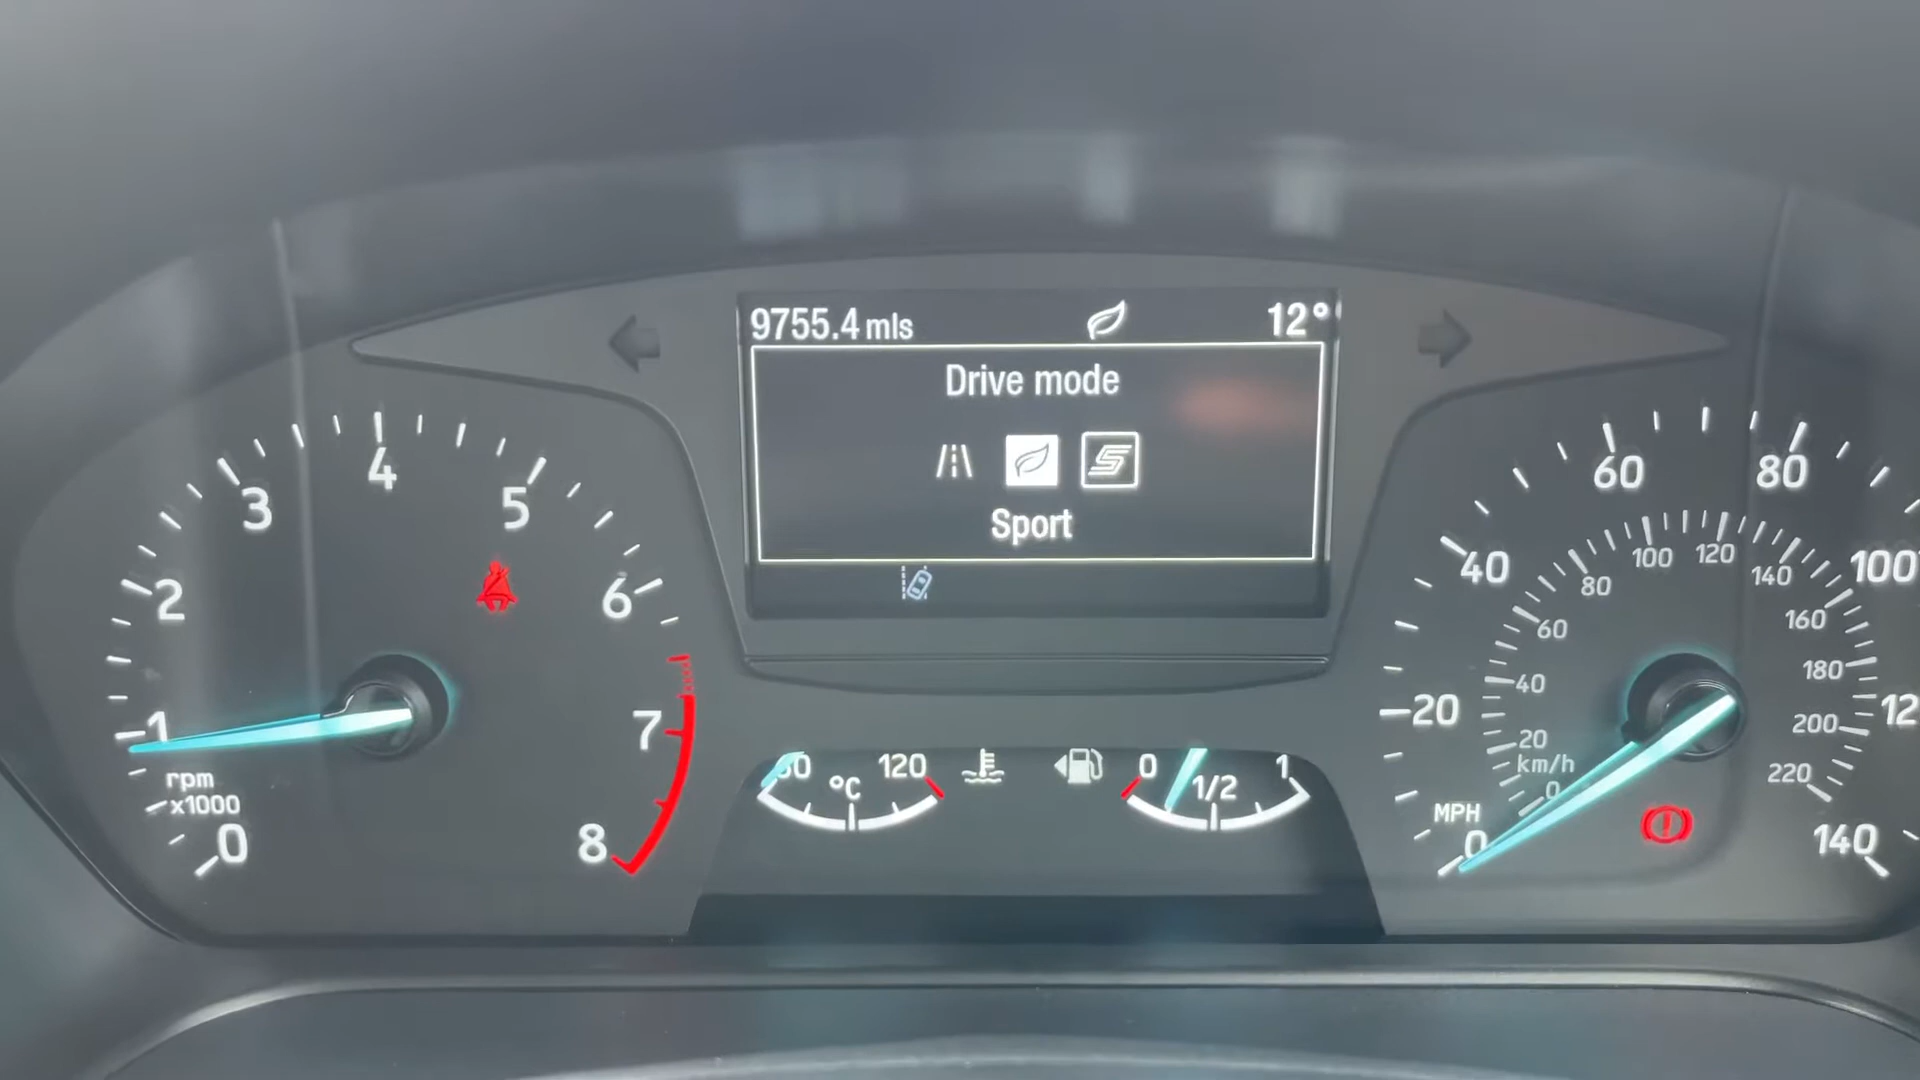 9755.4 mls 12°
Drive mode
Sport
0 1 2 3 4 5 6 7 8
rpm
x1000
120
°C
0 1/2 1
0 20 40 60 80 100 140
MPH
0 20 40 60 80 100 120 140 160 180 200 220
km/h